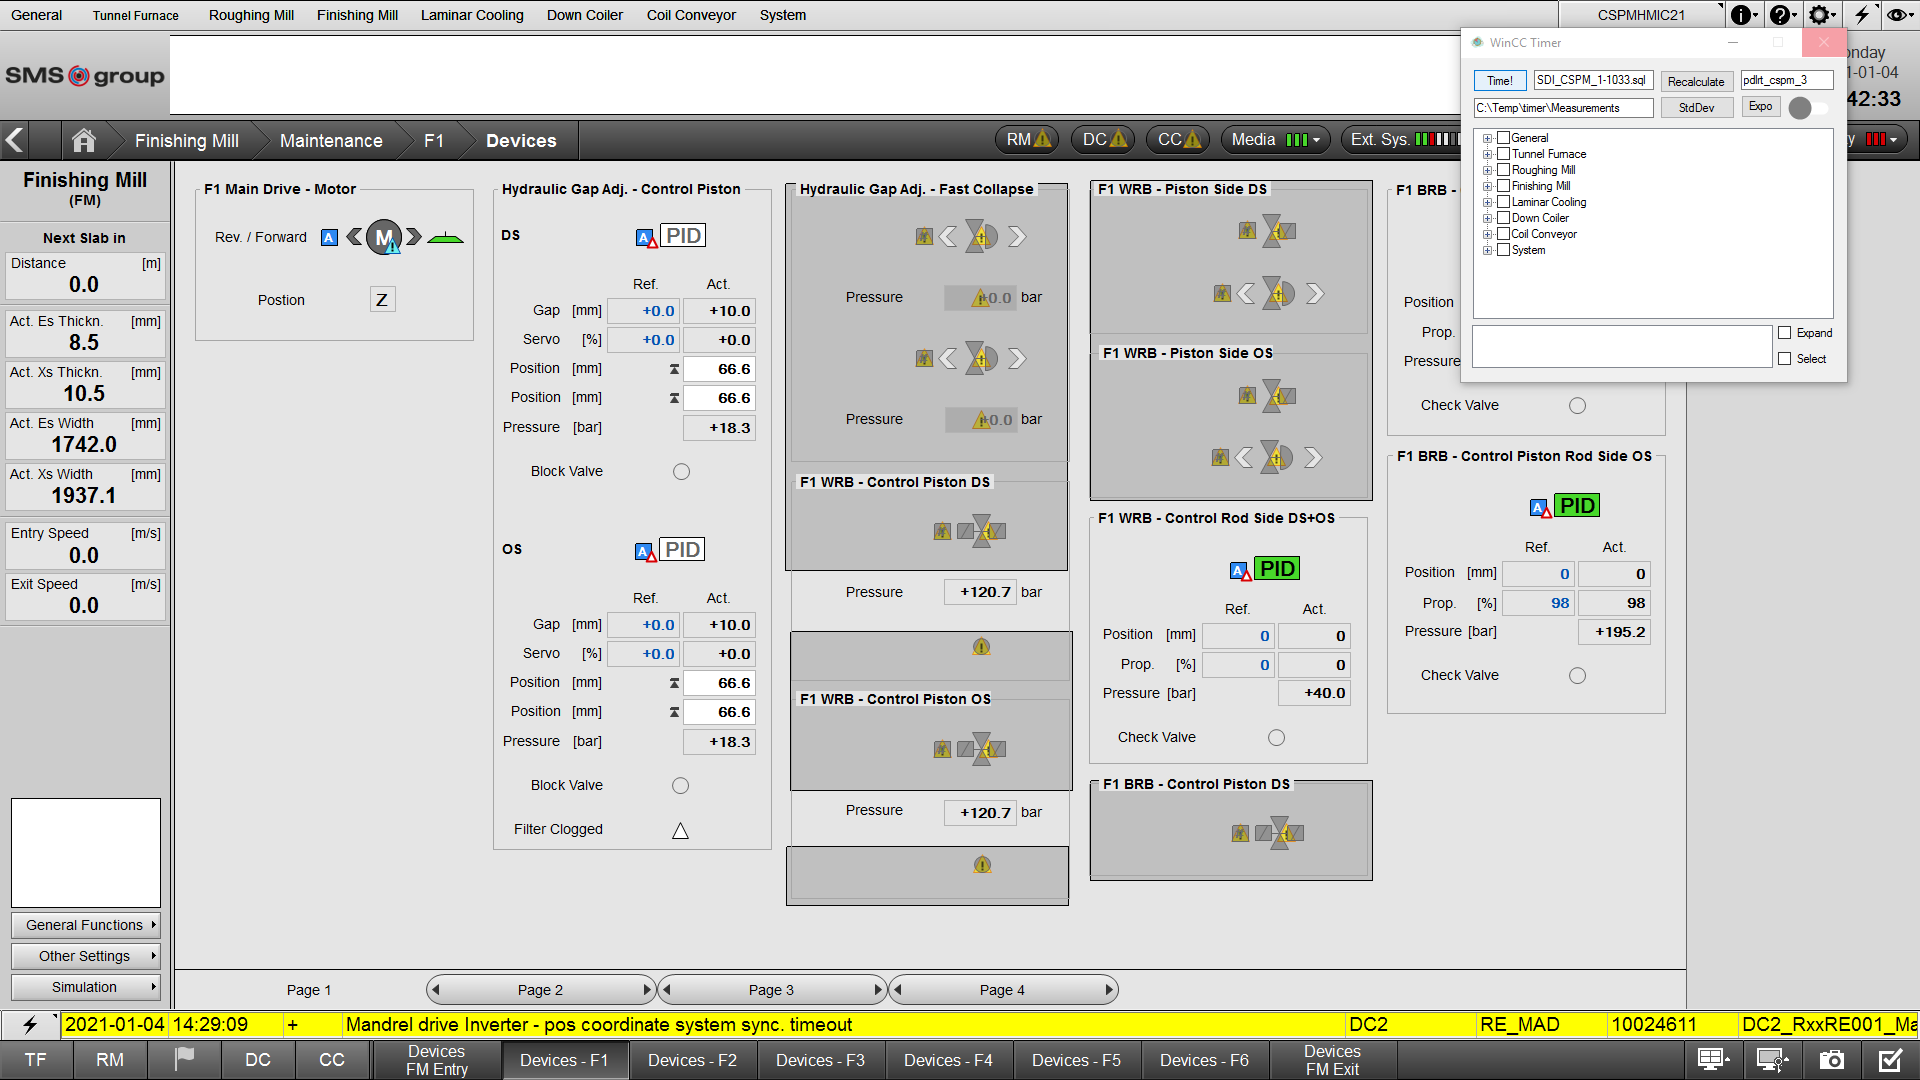 General Tunnel Furnace Roughing Mill Finishing Mill Laminar Cooling Down Coiler Coil Conveyor System CSPMHMIC21
SMS group
nday
1-01-04
42:33
Finishing Mill Maintenance F1 Devices RM DC CC Media Ext. Sys.
WinCC Timer
Time! SDI_CSPM_1-1033.sql Recalculate pdlrt_cspm_3
C:\Temp\timer\Measurements StdDev Expo
General
Tunnel Furnace
Roughing Mill
Finishing Mill
Laminar Cooling
Down Coiler
Coil Conveyor
System
Expand
Select
Finishing Mill
(FM)
Next Slab in
Distance [m]
0.0
Act. Es Thickn. [mm]
8.5
Act. Xs Thickn. [mm]
10.5
Act. Es Width [mm]
1742.0
Act. Xs Width [mm]
1937.1
Entry Speed [m/s]
0.0
Exit Speed [m/s]
0.0
General Functions
Other Settings
Simulation
F1 Main Drive - Motor
Rev. / Forward A M
Postion Z
Hydraulic Gap Adj. - Control Piston
DS A PID
Ref. Act.
Gap [mm] +0.0 +10.0
Servo [%] +0.0 +0.0
Position [mm] 66.6
Position [mm] 66.6
Pressure [bar] +18.3
Block Valve
OS A PID
Ref. Act.
Gap [mm] +0.0 +10.0
Servo [%] +0.0 +0.0
Position [mm] 66.6
Position [mm] 66.6
Pressure [bar] +18.3
Block Valve
Filter Clogged
Hydraulic Gap Adj. - Fast Collapse
Pressure +0.0 bar
Pressure +0.0 bar
F1 WRB - Control Piston DS
Pressure +120.7 bar
F1 WRB - Control Piston OS
Pressure +120.7 bar
F1 WRB - Piston Side DS
F1 WRB - Piston Side OS
F1 WRB - Control Rod Side DS+OS
A PID
Ref. Act.
Position [mm] 0 0
Prop. [%] 0 0
Pressure [bar] +40.0
Check Valve
F1 BRB - Control Piston DS
F1 BRB -
Position
Prop.
Pressure
Check Valve
F1 BRB - Control Piston Rod Side OS
A PID
Ref. Act.
Position [mm] 0 0
Prop. [%] 98 98
Pressure [bar] +195.2
Check Valve
Page 1 Page 2 Page 3 Page 4
2021-01-04 14:29:09 + Mandrel drive Inverter - pos coordinate system sync. timeout DC2 RE_MAD 10024611 DC2_RxxRE001_Ma
TF RM DC CC Devices FM Entry Devices - F1 Devices - F2 Devices - F3 Devices - F4 Devices - F5 Devices - F6 Devices FM Exit